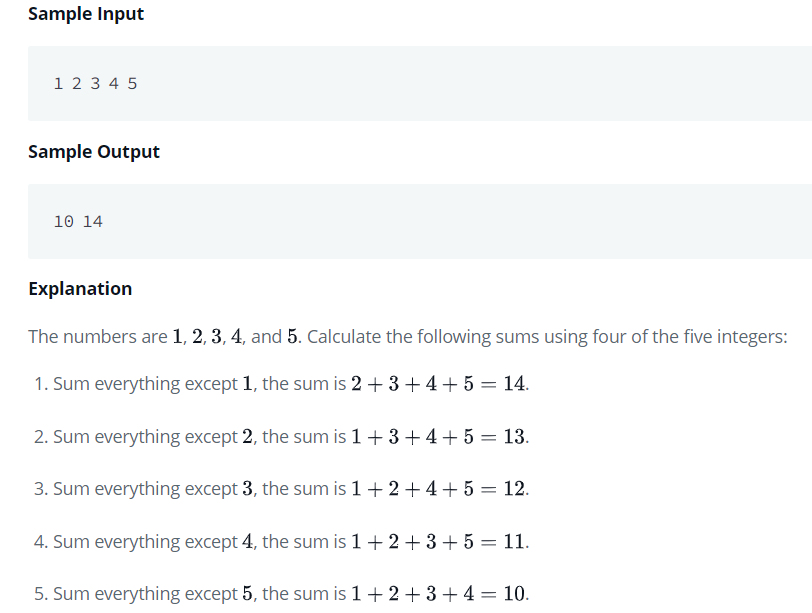 Sample Input
1 2 3 4 5
Sample Output
10 14
Explanation
The numbers are 1, 2, 3, 4, and 5. Calculate the following sums using four of the five integers:
1. Sum everything except 1, the sum is 2 + 3 + 4 + 5 = 14.
2. Sum everything except 2, the sum is 1 + 3 + 4 + 5 = 13.
3. Sum everything except 3, the sum is 1 + 2 + 4 + 5 = 12.
4. Sum everything except 4, the sum is 1 + 2 + 3 + 5 = 11.
5. Sum everything except 5, the sum is 1 + 2 + 3 + 4 = 10.